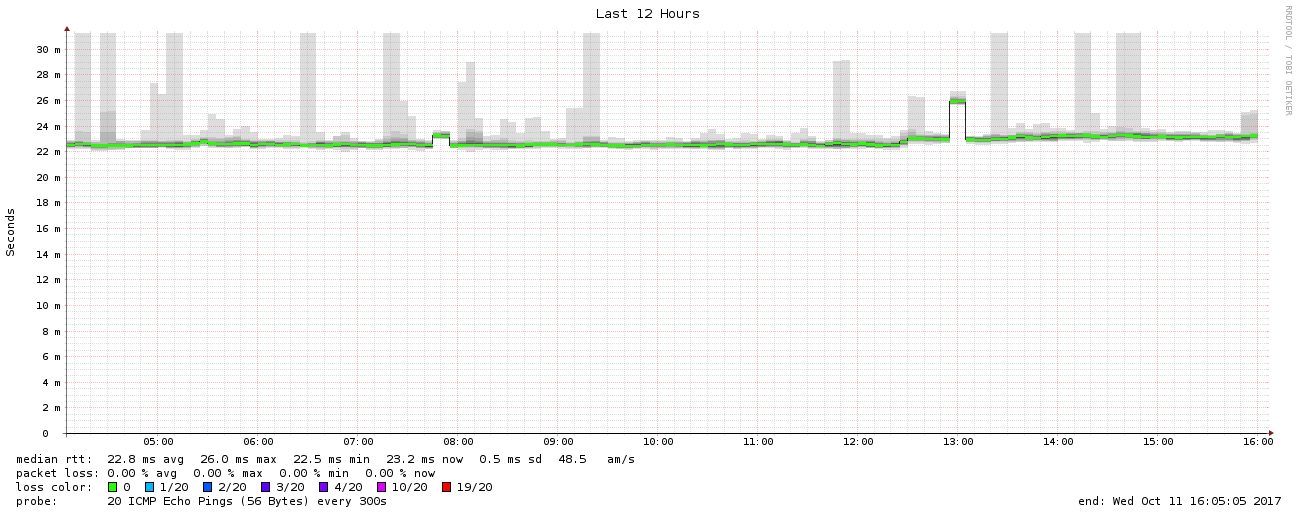 Last 12 Hours
RRDTOOL / TOBI OETIKER
Seconds
30 m
28 m
26 m
24 m
22 m
20 m
18 m
16 m
14 m
12 m
10 m
8 m
6 m
4 m
2 m
0
05:00 06:00 07:00 08:00 09:00 10:00 11:00 12:00 13:00 14:00 15:00 16:00
median rtt: 22.8 ms avg 26.0 ms max 22.5 ms min 23.2 ms now 0.5 ms sd 48.5 am/s
packet loss: 0.00 % avg 0.00 % max 0.00 % min 0.00 % now
loss color: 0 1/20 2/20 3/20 4/20 10/20 19/20
probe: 20 ICMP Echo Pings (56 Bytes) every 300s end: Wed Oct 11 16:05:05 2017